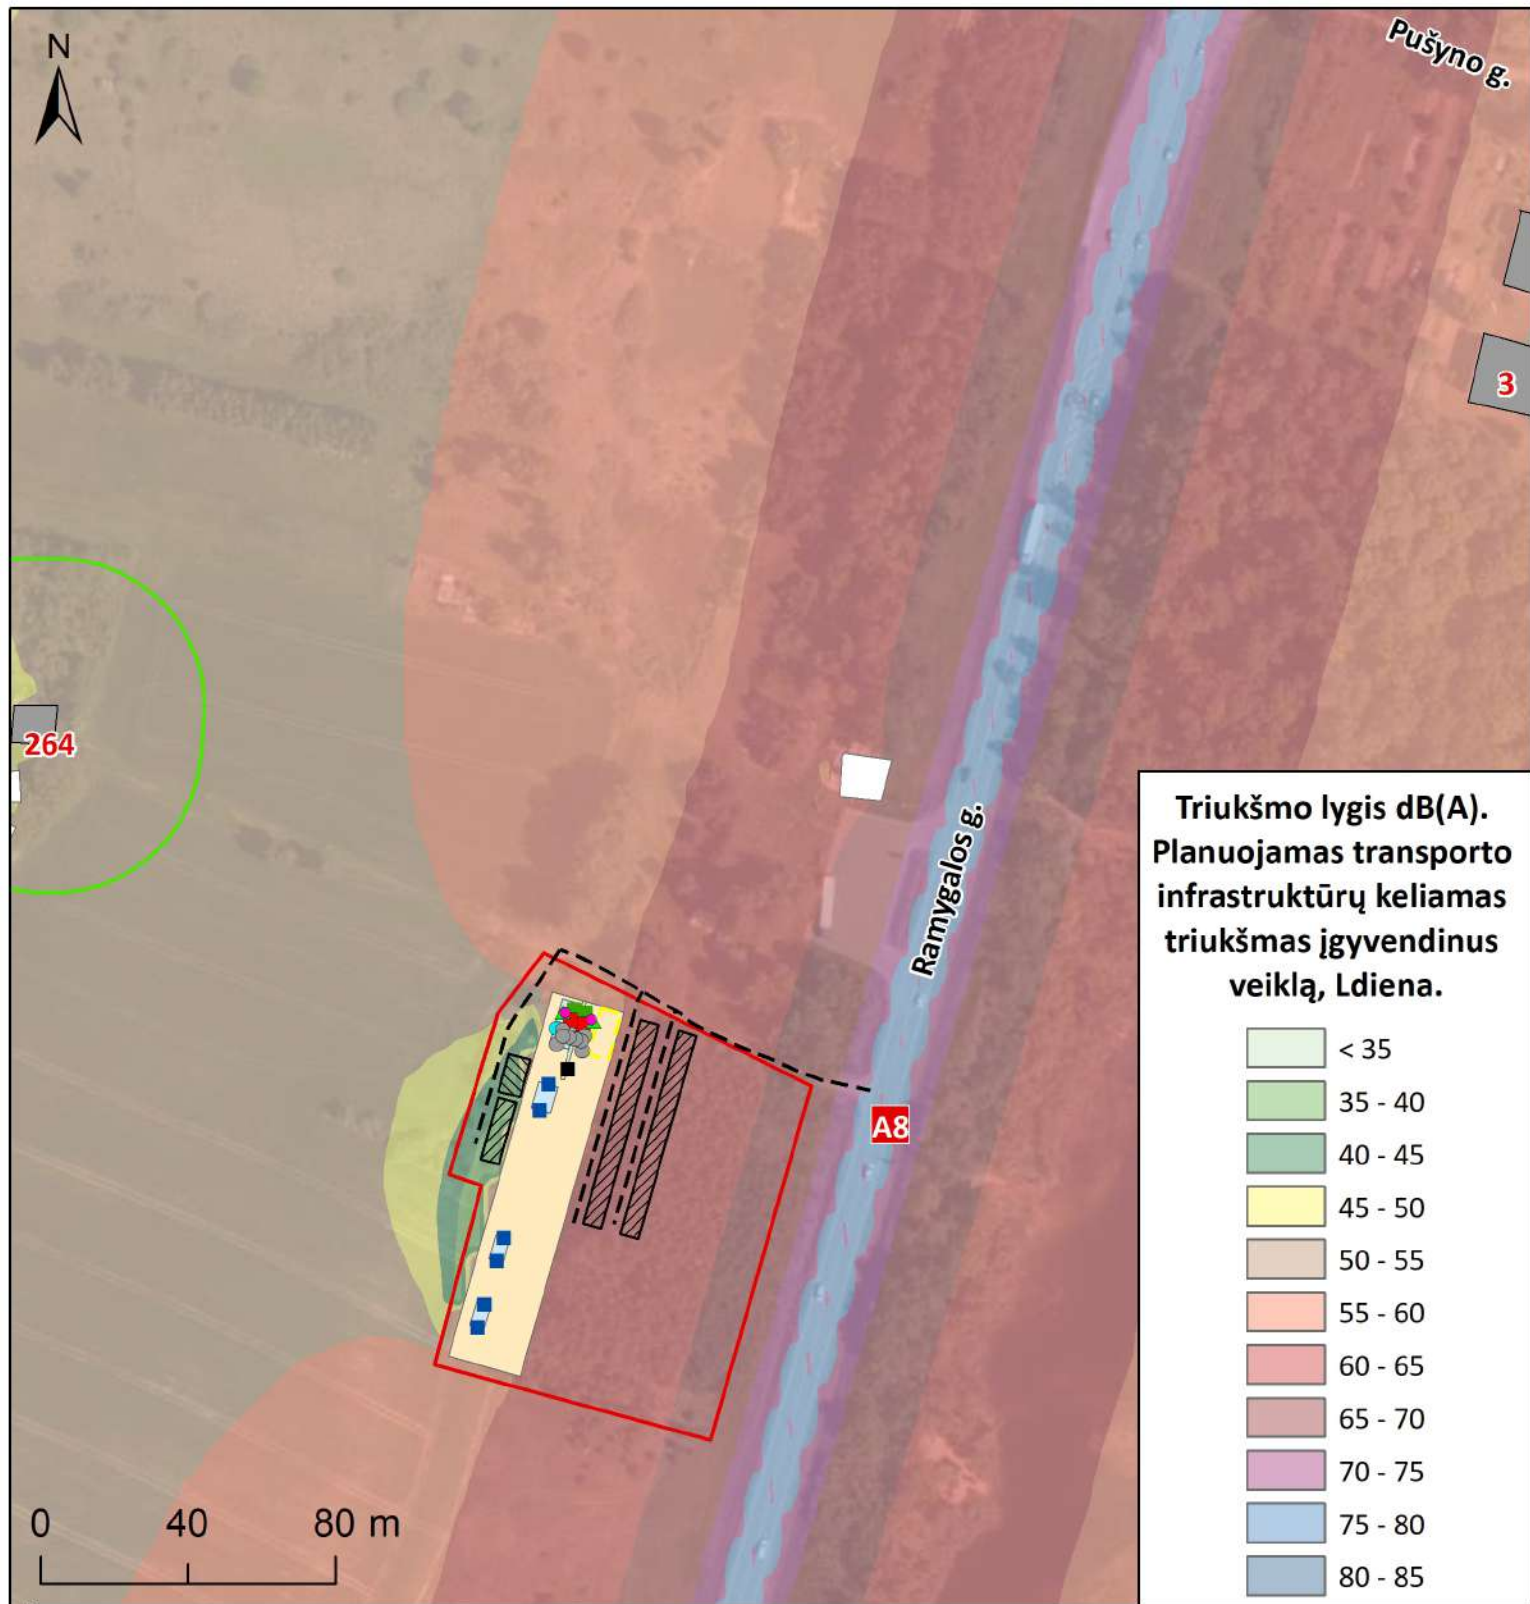 N
Pušyno g.
3
264
Ramygalos g.
A8
Triukšmo lygis dB(A).
Planuojamas transporto
infrastruktūrų keliamas
triukšmas įgyvendinus
veiklą, Ldiena.
< 35
35 - 40
40 - 45
45 - 50
50 - 55
55 - 60
60 - 65
65 - 70
70 - 75
75 - 80
80 - 85
0 40 80 m